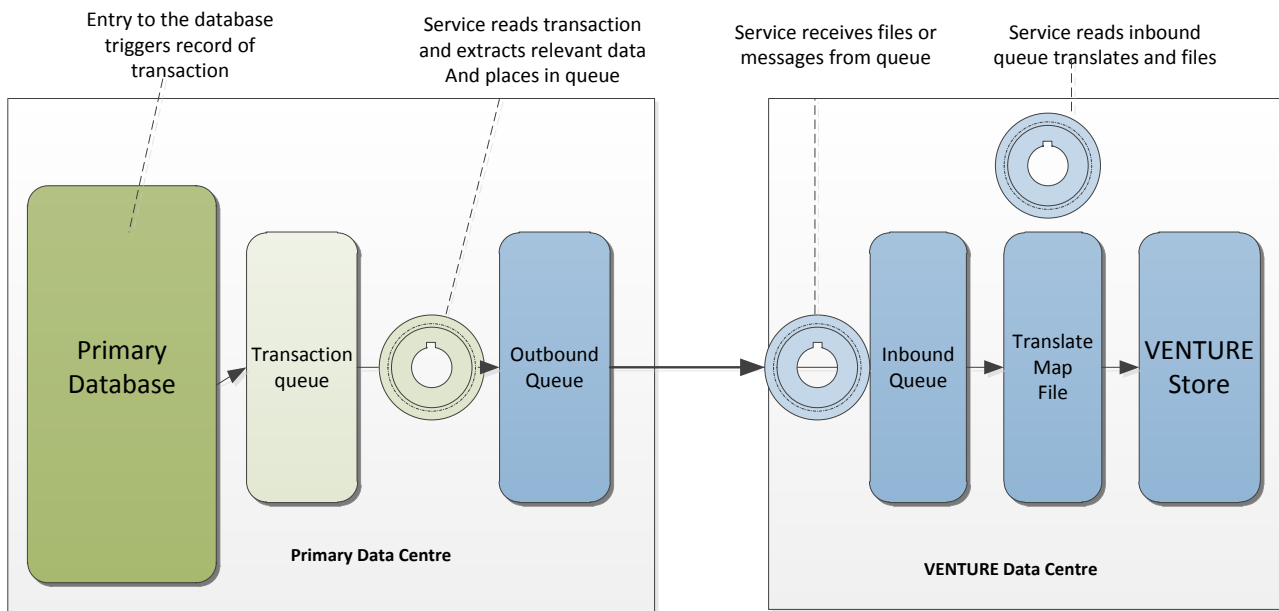 Entry to the database
triggers record of
transaction
Service reads transaction
and extracts relevant data
And places in queue
Service receives files or
messages from queue
Service reads inbound
queue translates and files
Primary
Database
Transaction
queue
Outbound
Queue
Inbound
Queue
Translate
Map
File
VENTURE
Store
Primary Data Centre
VENTURE Data Centre